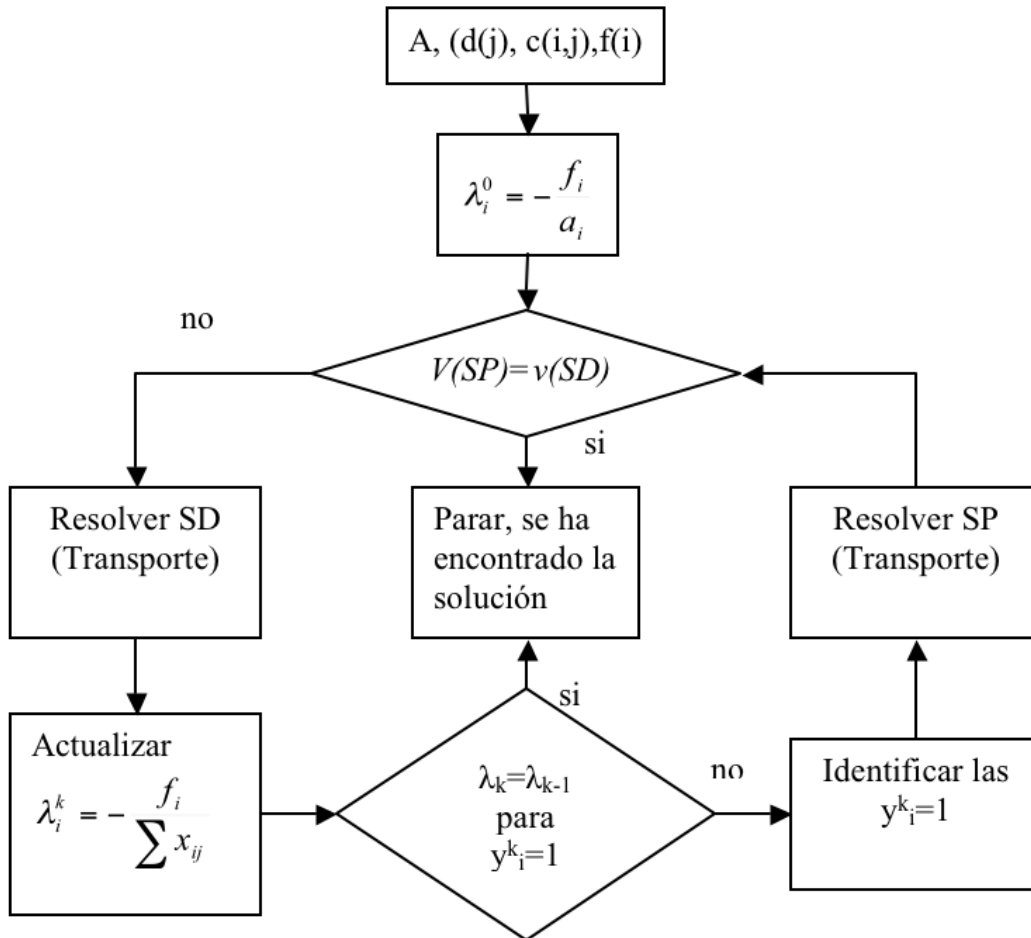 A, (d(j), c(i,j),f(i)
λ_i^0 = - f_i / a_i
no
V(SP)=v(SD)
si
Resolver SD
(Transporte)
Parar, se ha
encontrado la
solución
Resolver SP
(Transporte)
si
Actualizar
λ_i^k = - f_i / ∑ x_ij
λ_k=λ_k-1
para
y^k_i=1
no
Identificar las
y^k_i=1